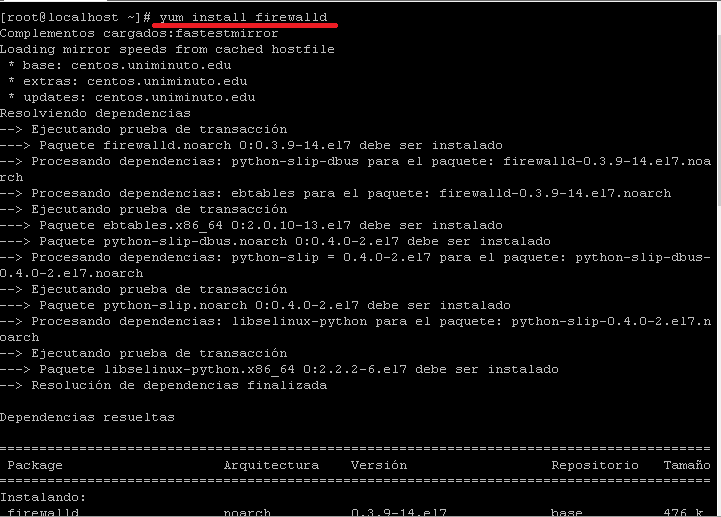 [root@localhost ~]# yum install firewalld
Complementos cargados:fastestmirror
Loading mirror speeds from cached hostfile
 * base: centos.uniminuto.edu
 * extras: centos.uniminuto.edu
 * updates: centos.uniminuto.edu
Resolviendo dependencias
--> Ejecutando prueba de transacción
---> Paquete firewalld.noarch 0:0.3.9-14.el7 debe ser instalado
--> Procesando dependencias: python-slip-dbus para el paquete: firewalld-0.3.9-14.el7.noa
rch
--> Procesando dependencias: ebtables para el paquete: firewalld-0.3.9-14.el7.noarch
--> Ejecutando prueba de transacción
---> Paquete ebtables.x86_64 0:2.0.10-13.el7 debe ser instalado
---> Paquete python-slip-dbus.noarch 0:0.4.0-2.el7 debe ser instalado
--> Procesando dependencias: python-slip = 0.4.0-2.el7 para el paquete: python-slip-dbus-
0.4.0-2.el7.noarch
--> Ejecutando prueba de transacción
---> Paquete python-slip.noarch 0:0.4.0-2.el7 debe ser instalado
--> Procesando dependencias: libselinux-python para el paquete: python-slip-0.4.0-2.el7.n
oarch
--> Ejecutando prueba de transacción
---> Paquete libselinux-python.x86_64 0:2.2.2-6.el7 debe ser instalado
--> Resolución de dependencias finalizada
Dependencias resueltas
=========================================================================================
Package Arquitectura Versión Repositorio Tamaño
=========================================================================================
Instalando:
firewalld noarch 0.3.9-14.el7 base 476 k